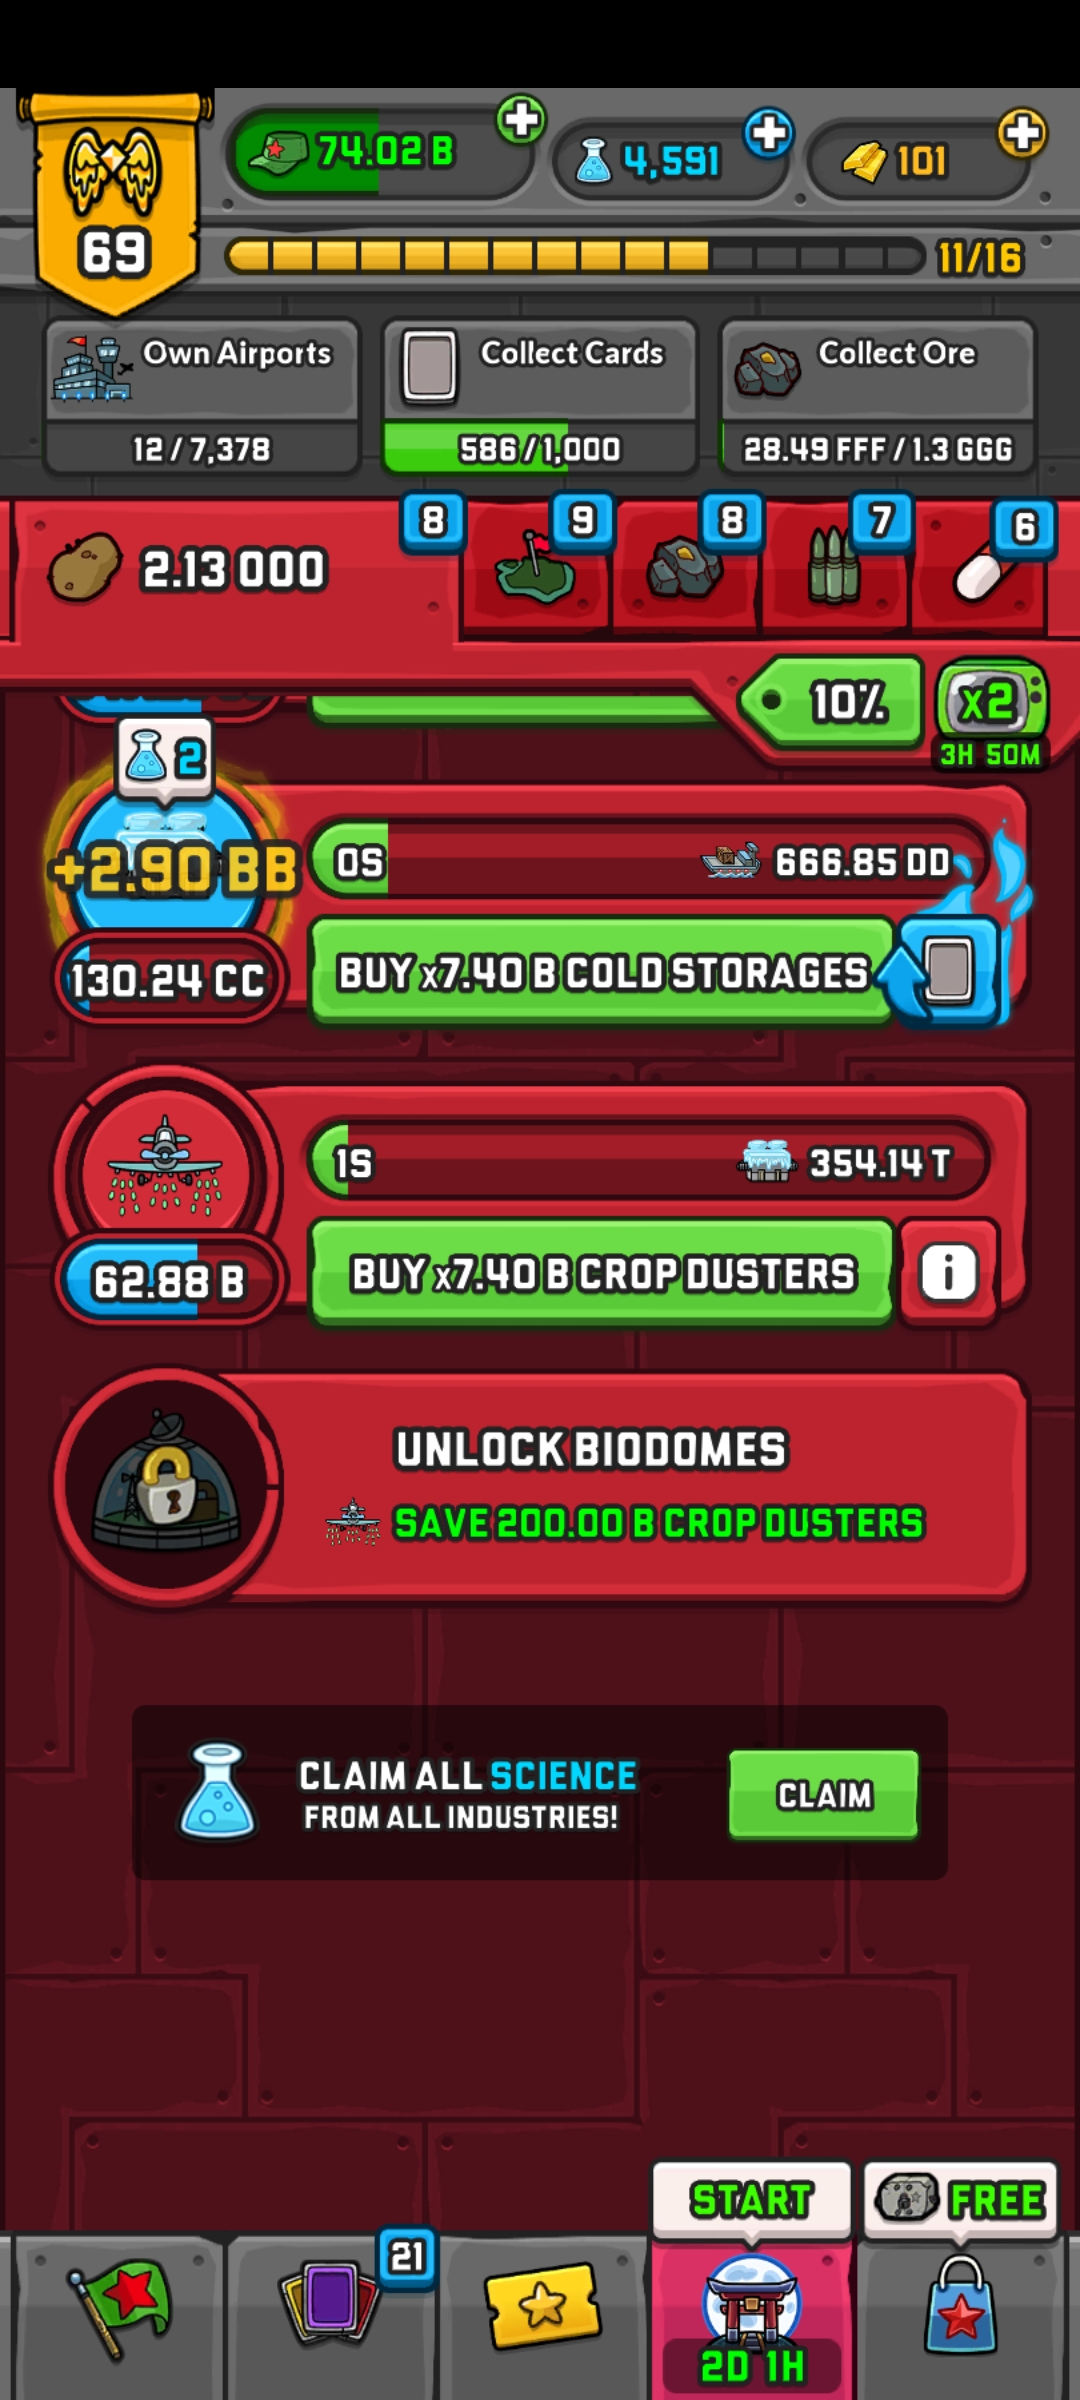 69
74.02 B
4,591
101
11/16
Own Airports
12 / 7,378
Collect Cards
586 / 1,000
Collect Ore
28.49 FFF / 1.3 GGG
2.13 000
8
9
8
7
6
10%
x2
3H 50M
2
+2.90 BB
0S
666.85 DD
130.24 CC
BUY x7.40 B COLD STORAGES
1S
354.14 T
62.88 B
BUY x7.40 B CROP DUSTERS
i
UNLOCK BIODOMES
SAVE 200.00 B CROP DUSTERS
CLAIM ALL SCIENCE
FROM ALL INDUSTRIES!
CLAIM
START
FREE
21
2D 1H